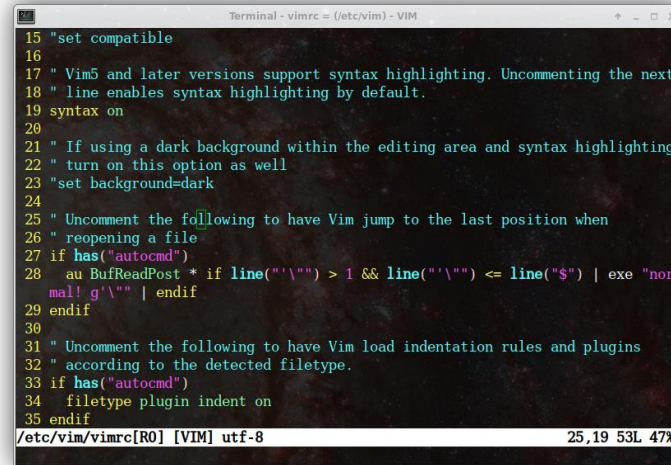 Terminal - vimrc = (/etc/vim) - VIM
15 "set compatible
16
17 " Vim5 and later versions support syntax highlighting. Uncommenting the next
18 " line enables syntax highlighting by default.
19 syntax on
20
21 " If using a dark background within the editing area and syntax highlighting
22 " turn on this option as well
23 "set background=dark
24
25 " Uncomment the following to have Vim jump to the last position when
26 " reopening a file
27 if has("autocmd")
28   au BufReadPost * if line("'\"") > 1 && line("'\"") <= line("$") | exe "nor
mal! g'\"" | endif
29 endif
30
31 " Uncomment the following to have Vim load indentation rules and plugins
32 " according to the detected filetype.
33 if has("autocmd")
34   filetype plugin indent on
35 endif
/etc/vim/vimrc[RO] [VIM] utf-8 25,19 53L 47%